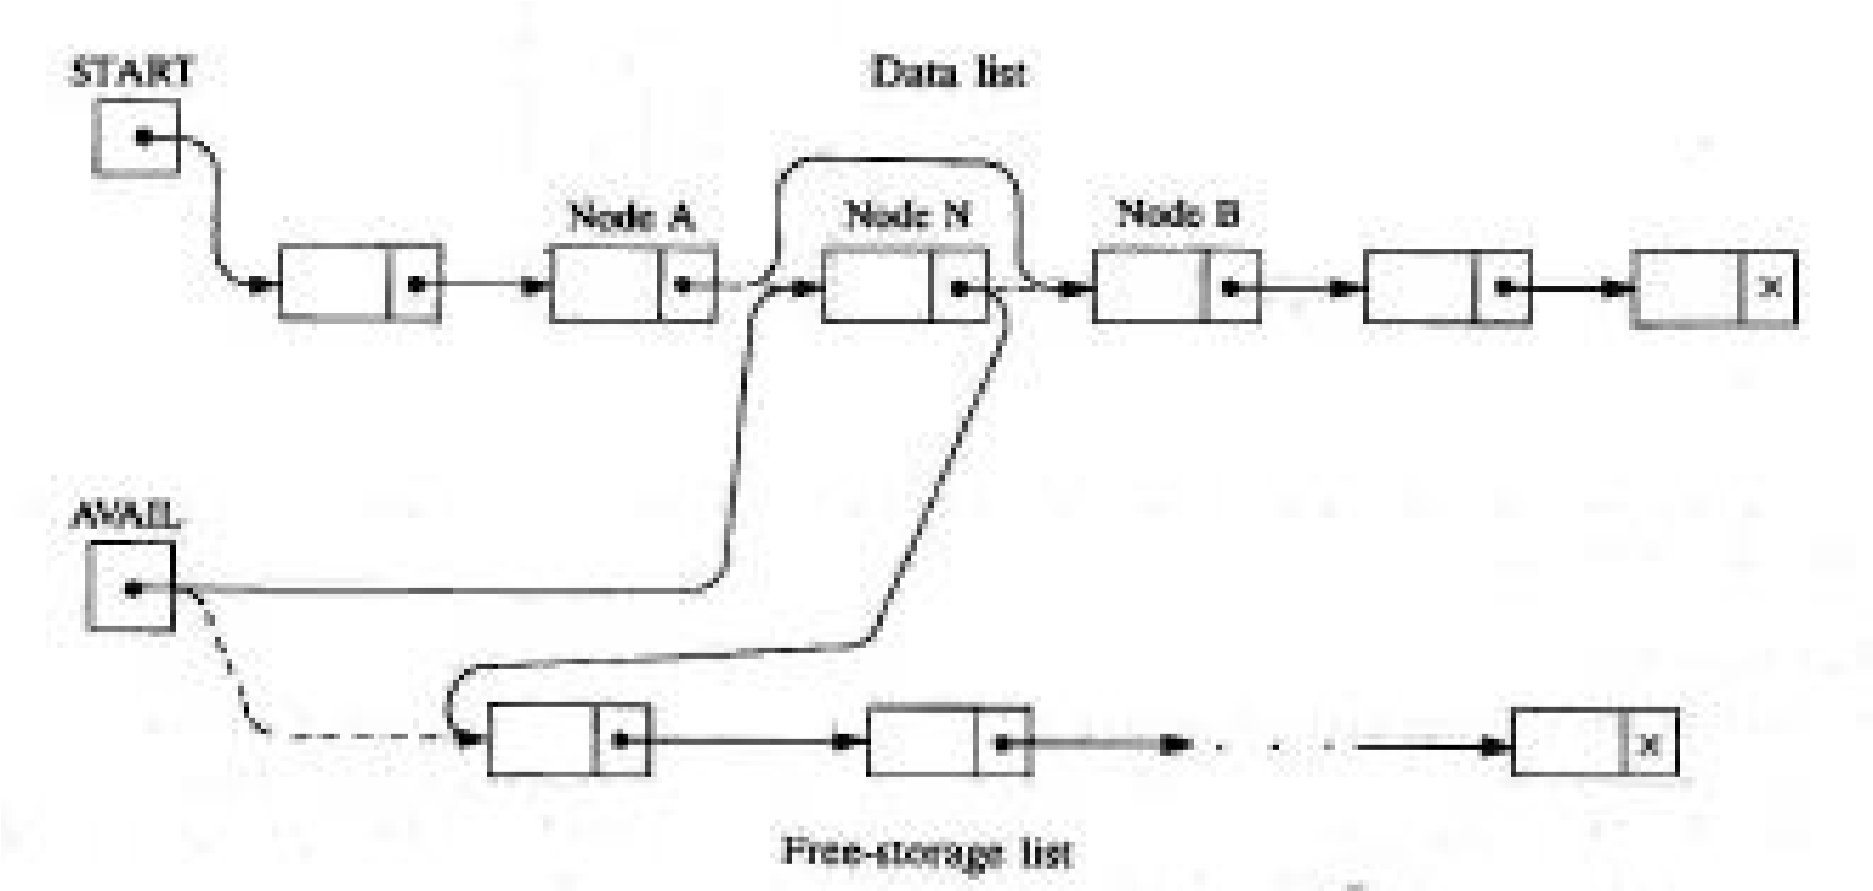 START
Data list
Node A
Node N
Node B
x
AVAIL
x
Free-storage list